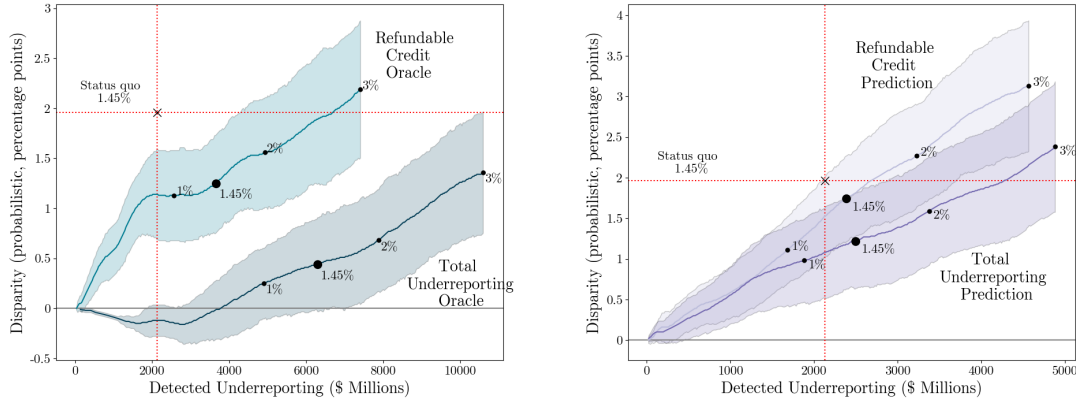 3
2.5
2
1.5
1
0.5
0
-0.5
Disparity (probabilistic, percentage points)
Status quo
1.45%
Refundable
Credit
Oracle
3%
2%
1%
1.45%
3%
2%
1.45%
1%
Total
Underreporting
Oracle
0
2000
4000
6000
8000
10000
Detected Underreporting ($ Millions)
4
3.5
3
2.5
2
1.5
1
0.5
0
Disparity (probabilistic, percentage points)
Status quo
1.45%
Refundable
Credit
Prediction
3%
2%
1.45%
1%
3%
2%
1.45%
1%
Total
Underreporting
Prediction
0
1000
2000
3000
4000
5000
Detected Underreporting ($ Millions)